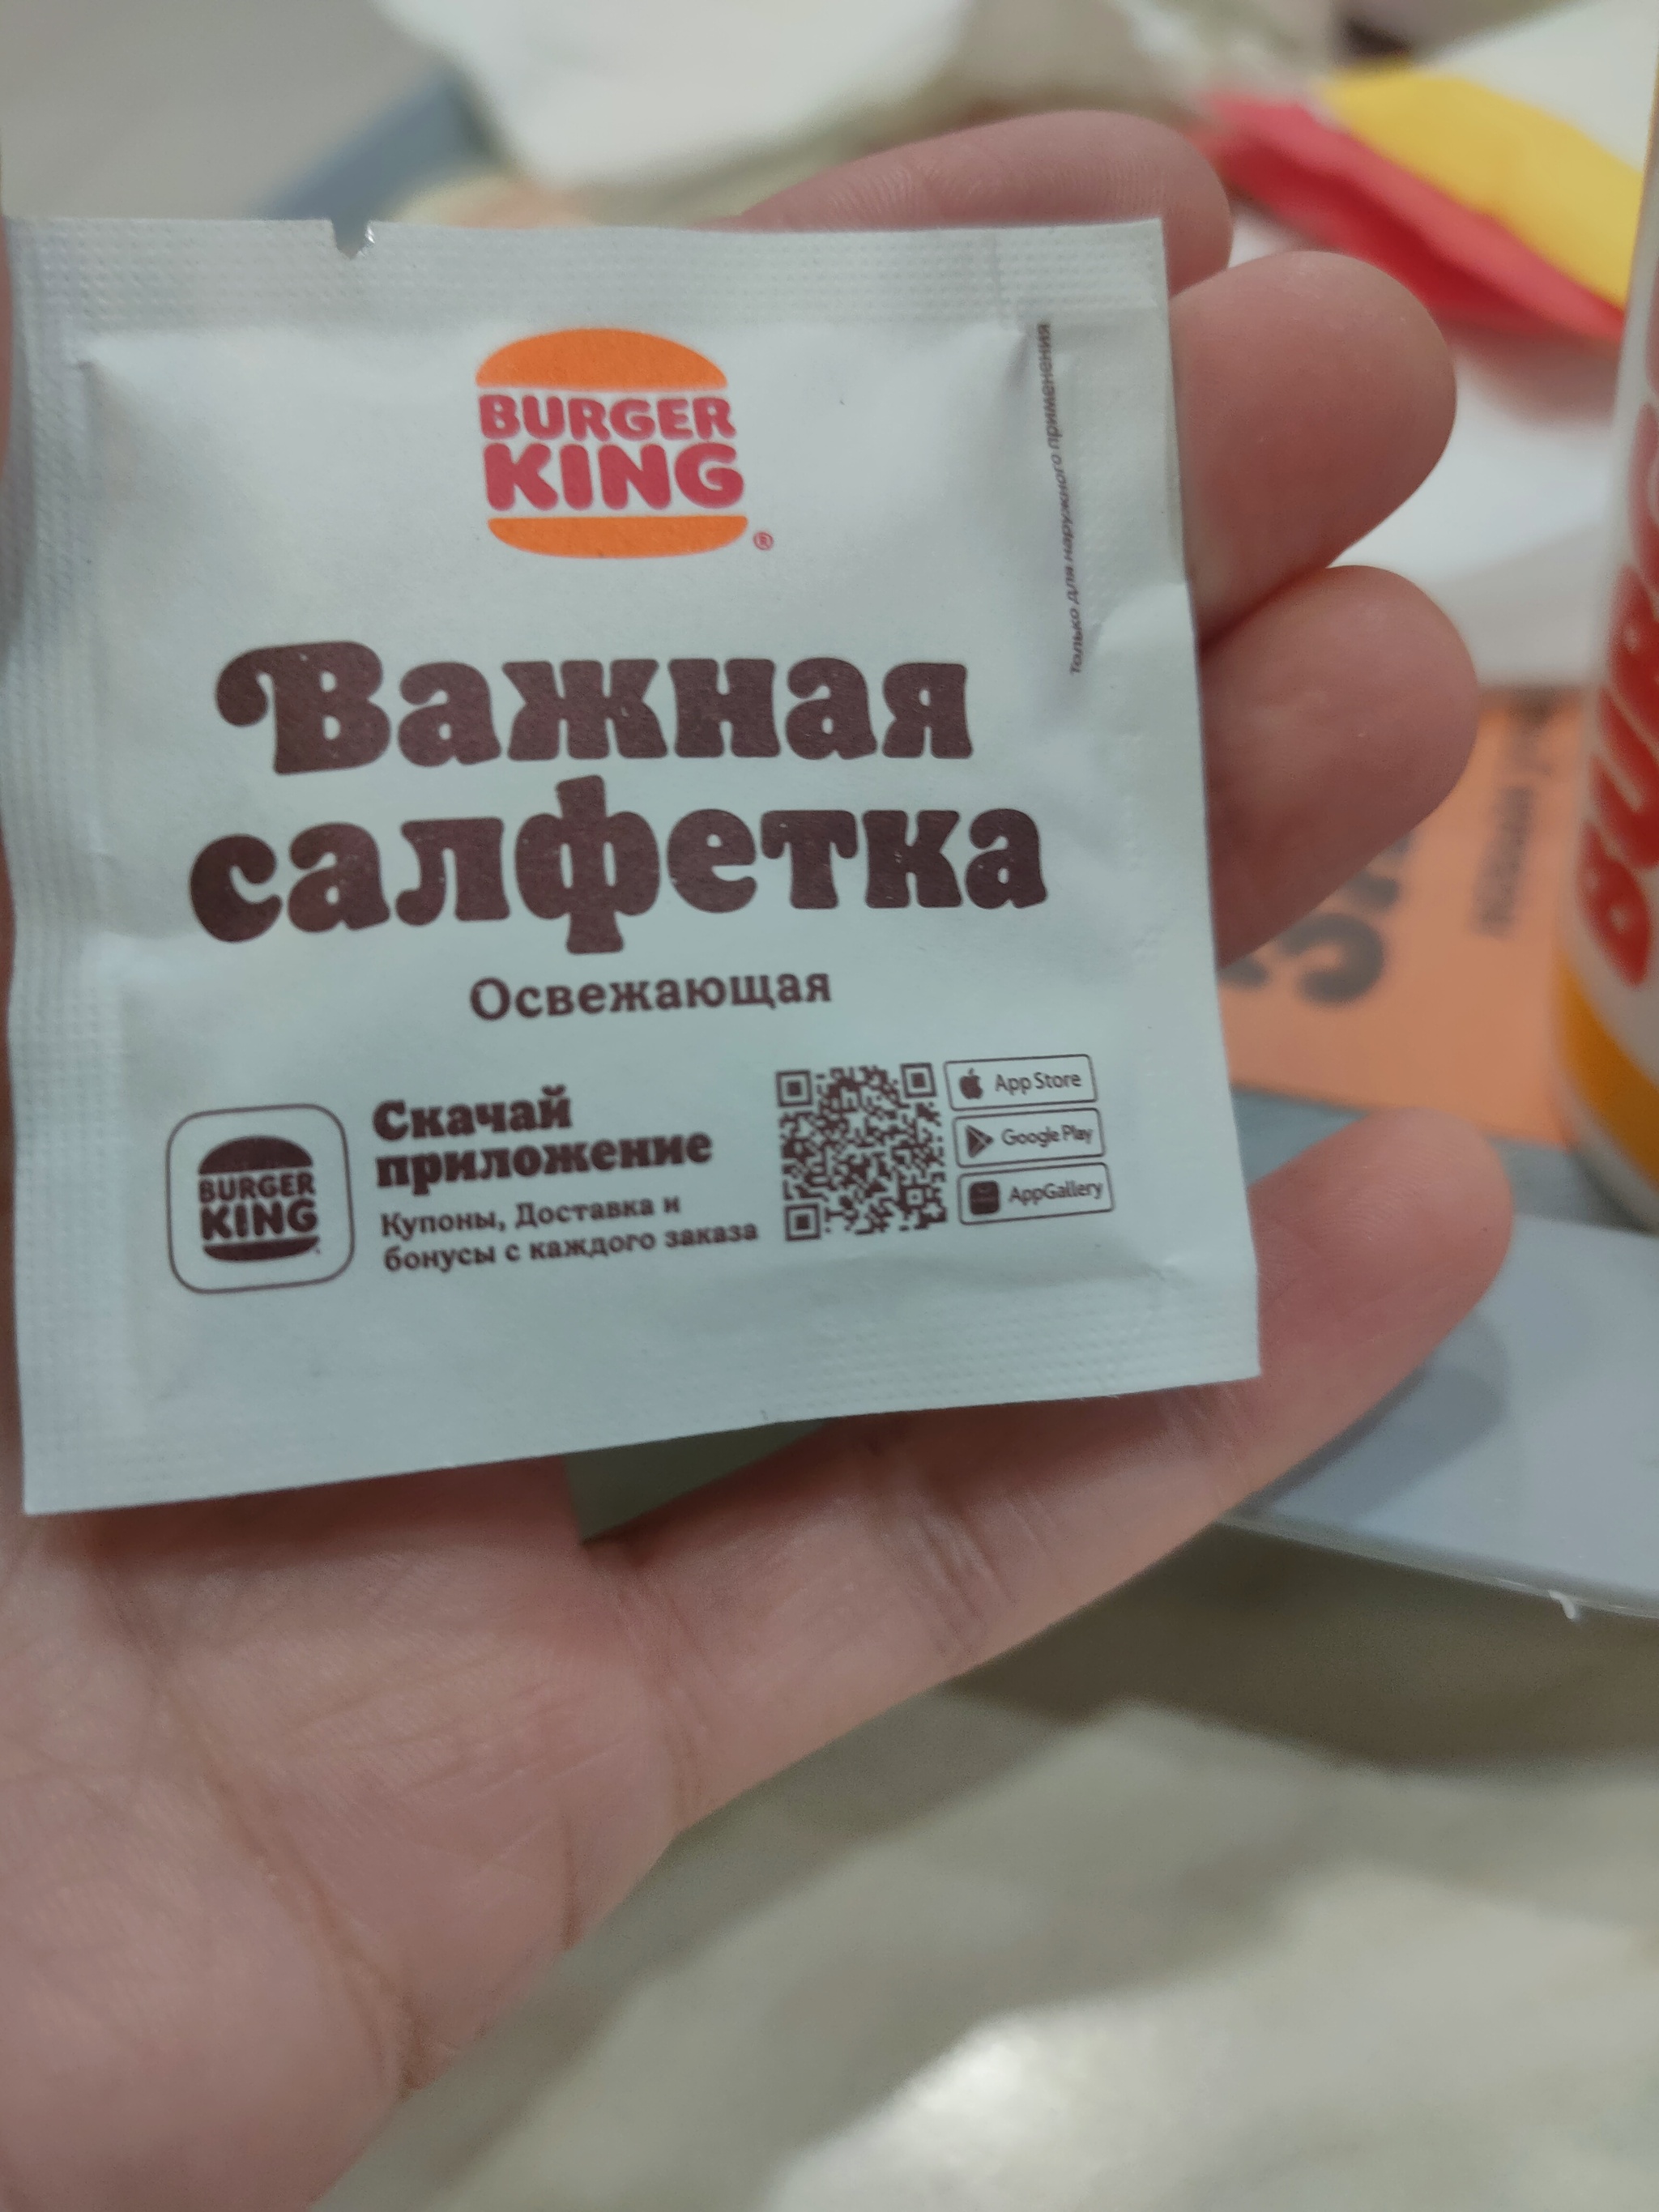 BURGER
KING
®
Только для наружного применения
Важная
салфетка
Освежающая
BURGER
KING
Скачай
приложение
Купоны, Доставка и
бонусы с каждого заказа
App Store
Google Play
AppGallery